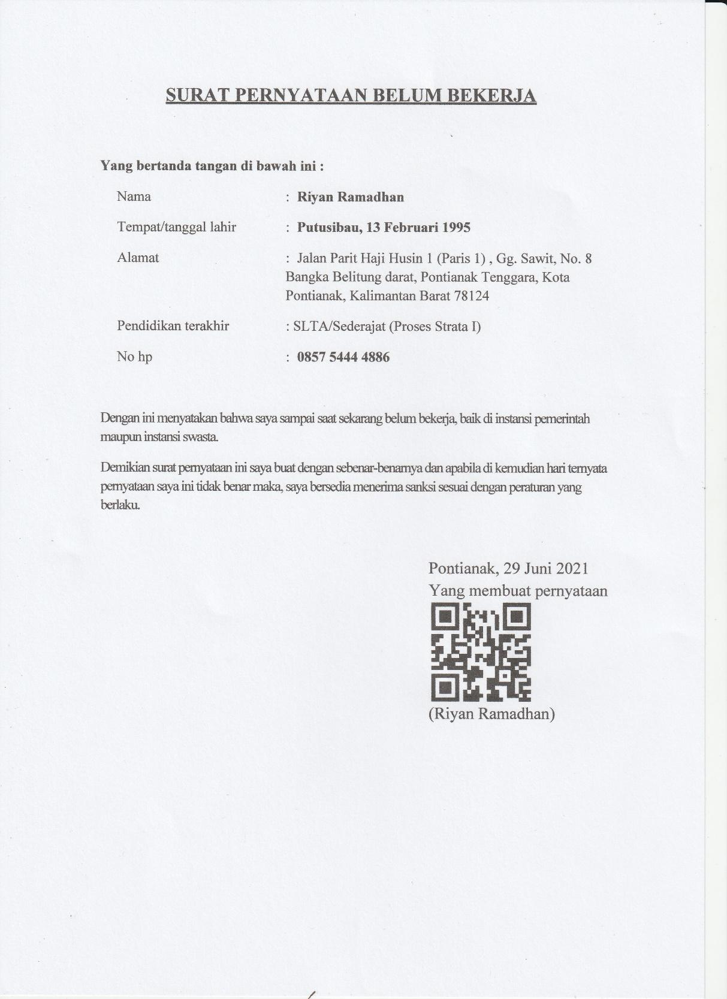 SURAT PERNYATAAN BELUM BEKERJA
Yang bertanda tangan di bawah ini :
Nama : Riyan Ramadhan
Tempat/tanggal lahir : Putusibau, 13 Februari 1995
Alamat : Jalan Parit Haji Husin 1 (Paris 1) , Gg. Sawit, No. 8
Bangka Belitung darat, Pontianak Tenggara, Kota
Pontianak, Kalimantan Barat 78124
Pendidikan terakhir : SLTA/Sederajat (Proses Strata I)
No hp : 0857 5444 4886
Dengan ini menyatakan bahwa saya sampai saat sekarang belum bekerja, baik di instansi pemerintah
maupun instansi swasta.
Demikian surat pernyataan ini saya buat dengan sebenar-benarnya dan apabila di kemudian hari ternyata
pernyataan saya ini tidak benar maka, saya bersedia menerima sanksi sesuai dengan peraturan yang
berlaku.
Pontianak, 29 Juni 2021
Yang membuat pernyataan
(Riyan Ramadhan)